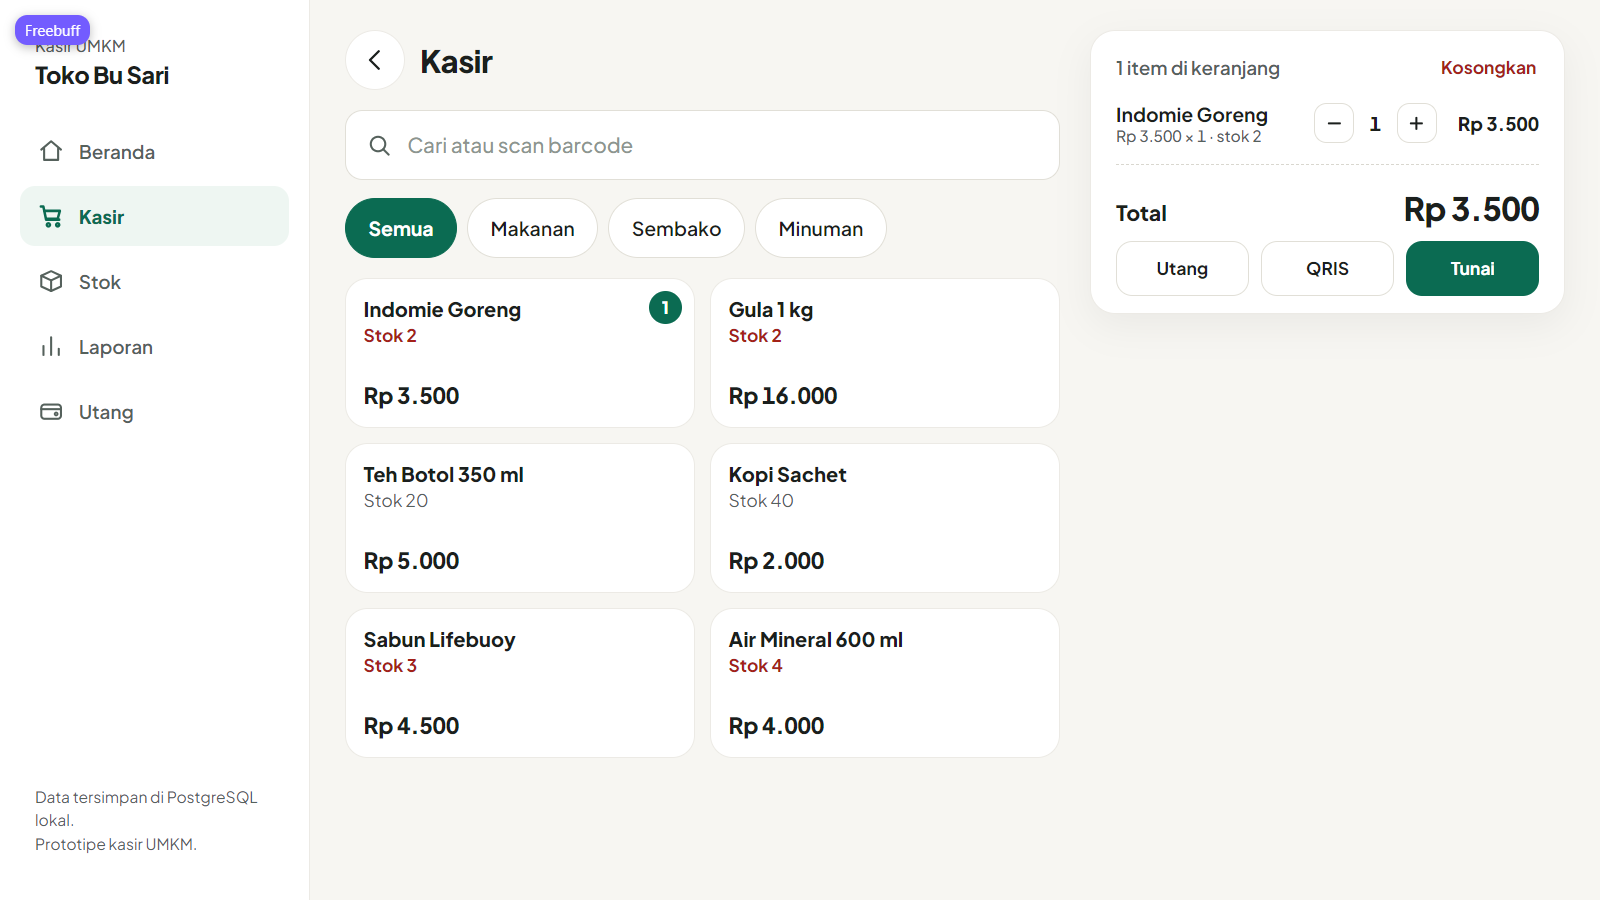 Freebuff
Kasir UMKM
Toko Bu Sari
Beranda
Kasir
Stok
Laporan
Utang
Data tersimpan di PostgreSQL
lokal.
Prototipe kasir UMKM.
Kasir
Cari atau scan barcode
Semua
Makanan
Sembako
Minuman
Indomie Goreng
1
Stok 2
Rp 3.500
Gula 1 kg
Stok 2
Rp 16.000
Teh Botol 350 ml
Stok 20
Rp 5.000
Kopi Sachet
Stok 40
Rp 2.000
Sabun Lifebuoy
Stok 3
Rp 4.500
Air Mineral 600 ml
Stok 4
Rp 4.000
1 item di keranjang
Kosongkan
Indomie Goreng
Rp 3.500 × 1 · stok 2
− 1 +
Rp 3.500
Total
Rp 3.500
Utang
QRIS
Tunai